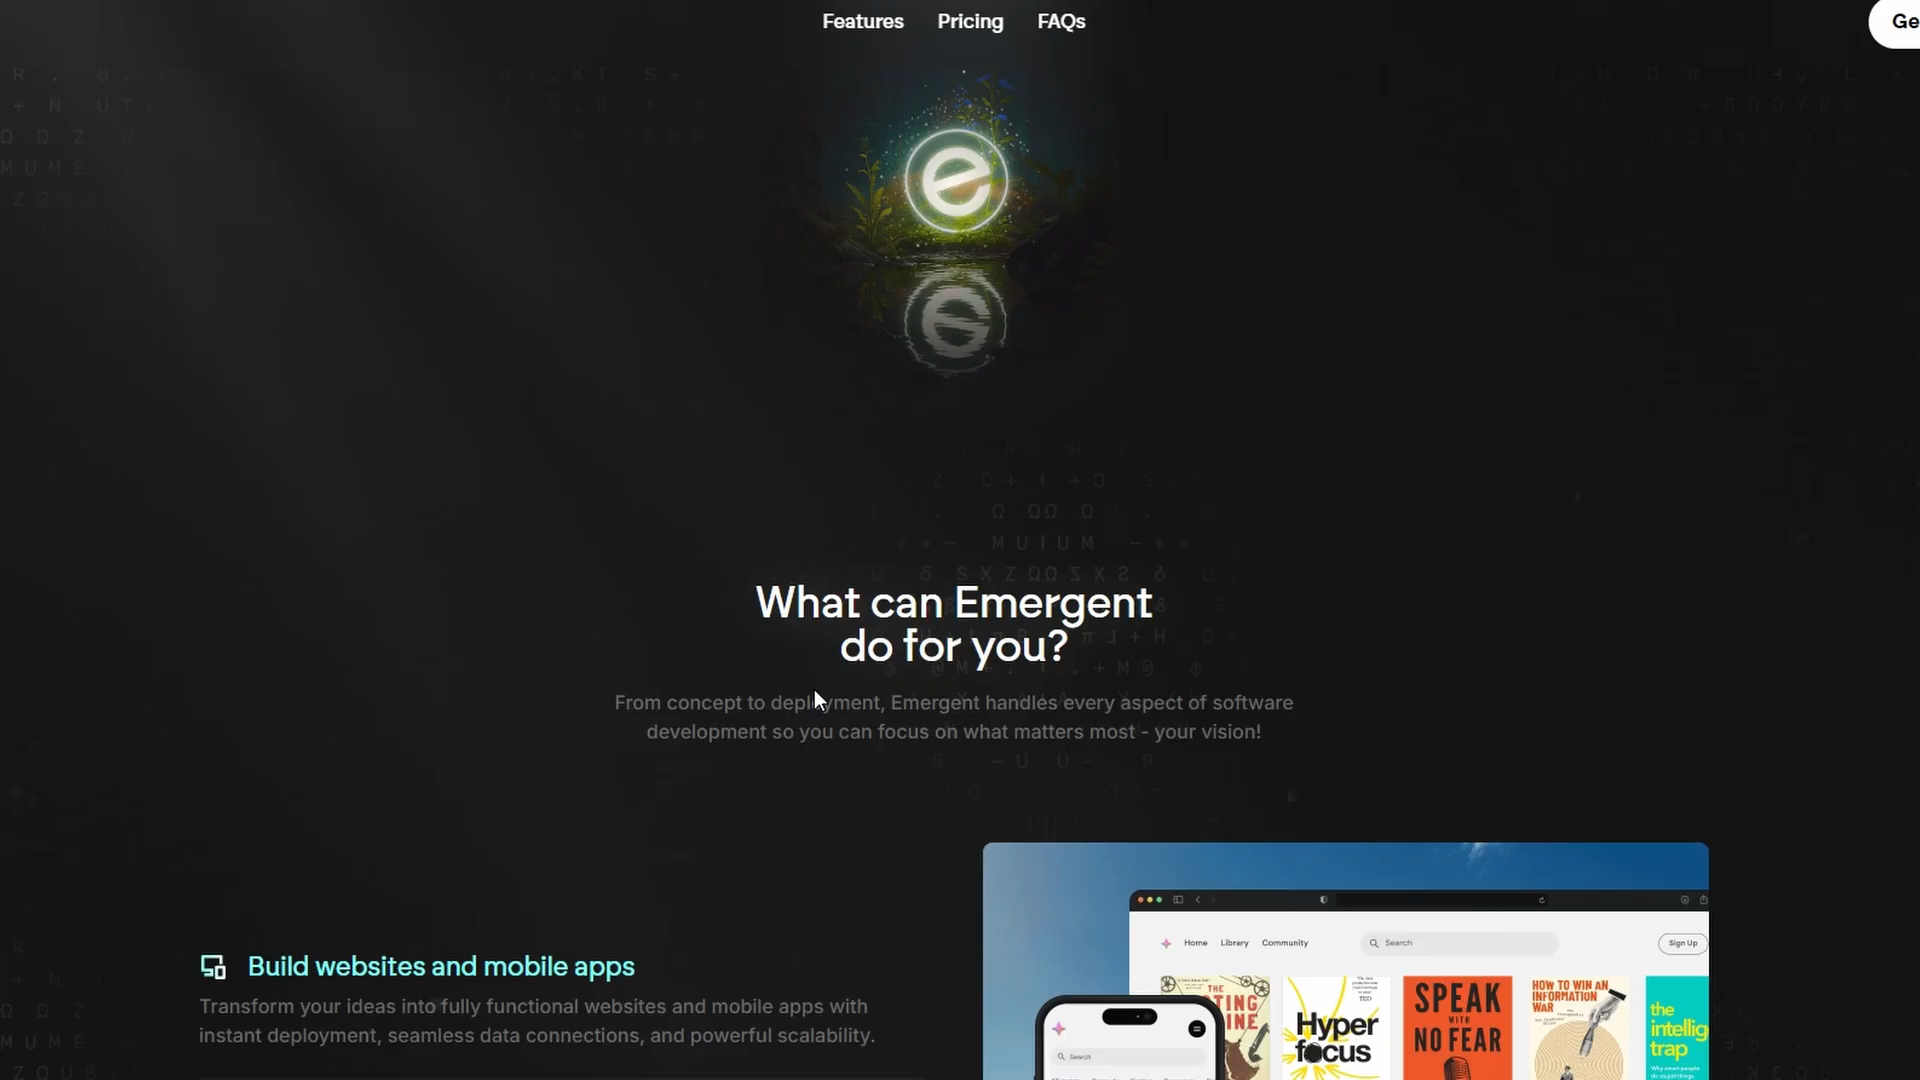 Features Pricing FAQs
Ge
What can Emergent
do for you?
From concept to deployment, Emergent handles every aspect of software
development so you can focus on what matters most - your vision!
Build websites and mobile apps
Transform your ideas into fully functional websites and mobile apps with
instant deployment, seamless data connections, and powerful scalability.
Home Library Community Search Sign Up
Hyper
focus
SPEAK
WITH
NO FEAR
HOW TO WIN AN
INFORMATION
WAR
the
intellig
trap
Search